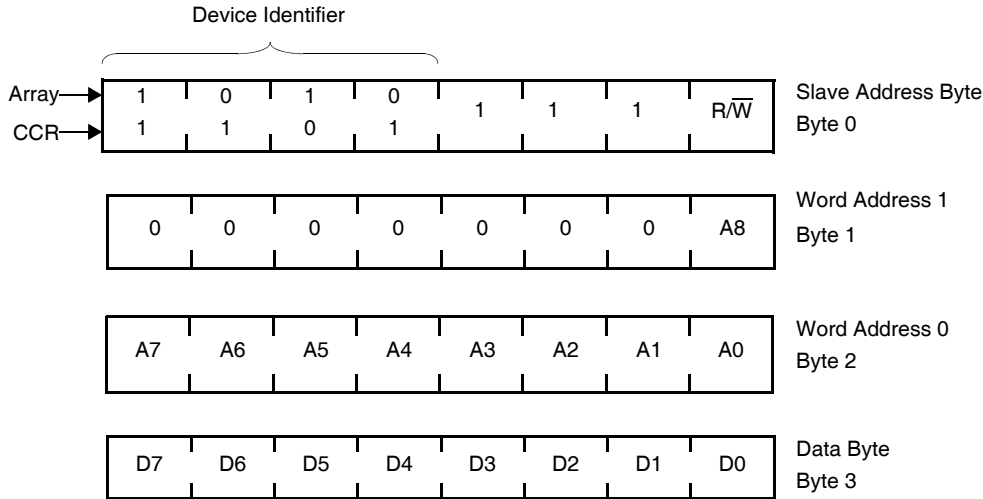 Device Identifier
Array 1 0 1 0 1 1 1 R/W̅ Slave Address Byte
CCR 1 1 0 1 Byte 0
Word Address 1
0 0 0 0 0 0 0 A8 Byte 1
Word Address 0
A7 A6 A5 A4 A3 A2 A1 A0 Byte 2
Data Byte
D7 D6 D5 D4 D3 D2 D1 D0 Byte 3